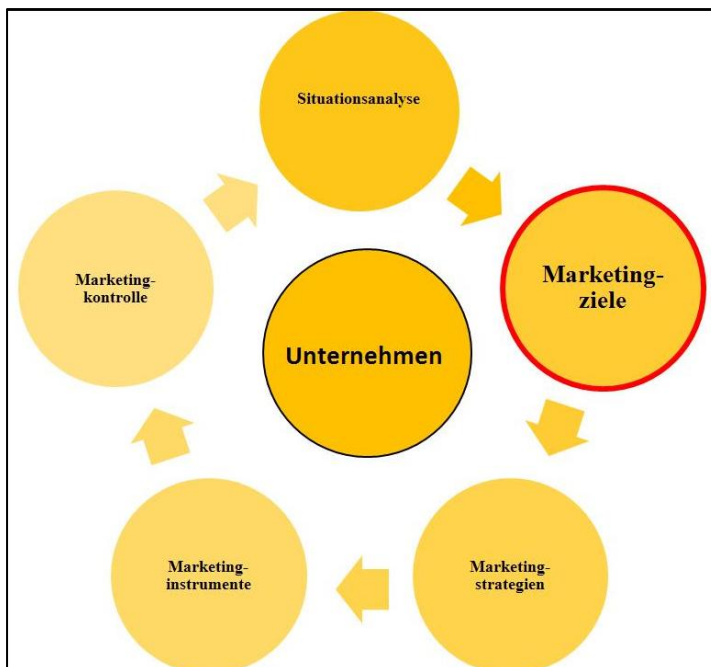 Situationsanalyse
Marketing-
ziele
Marketing-
strategien
Marketing-
instrumente
Marketing-
kontrolle
Unternehmen